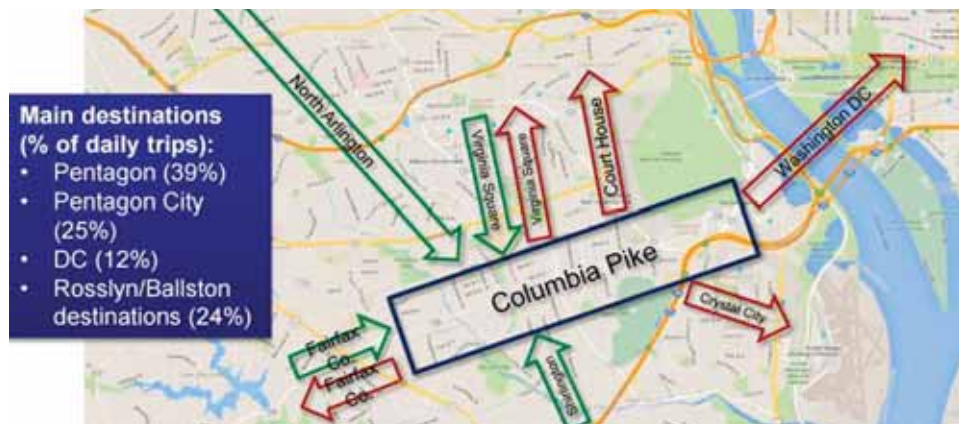 Main destinations
(% of daily trips):
• Pentagon (39%)
• Pentagon City
(25%)
• DC (12%)
• Rosslyn/Ballston
destinations (24%)
North Arlington
Virginia Square
Virginia Square
Court House
Washington DC
Columbia Pike
Crystal City
Fairfax
Co.
Fairfax
Co.
Shirlington